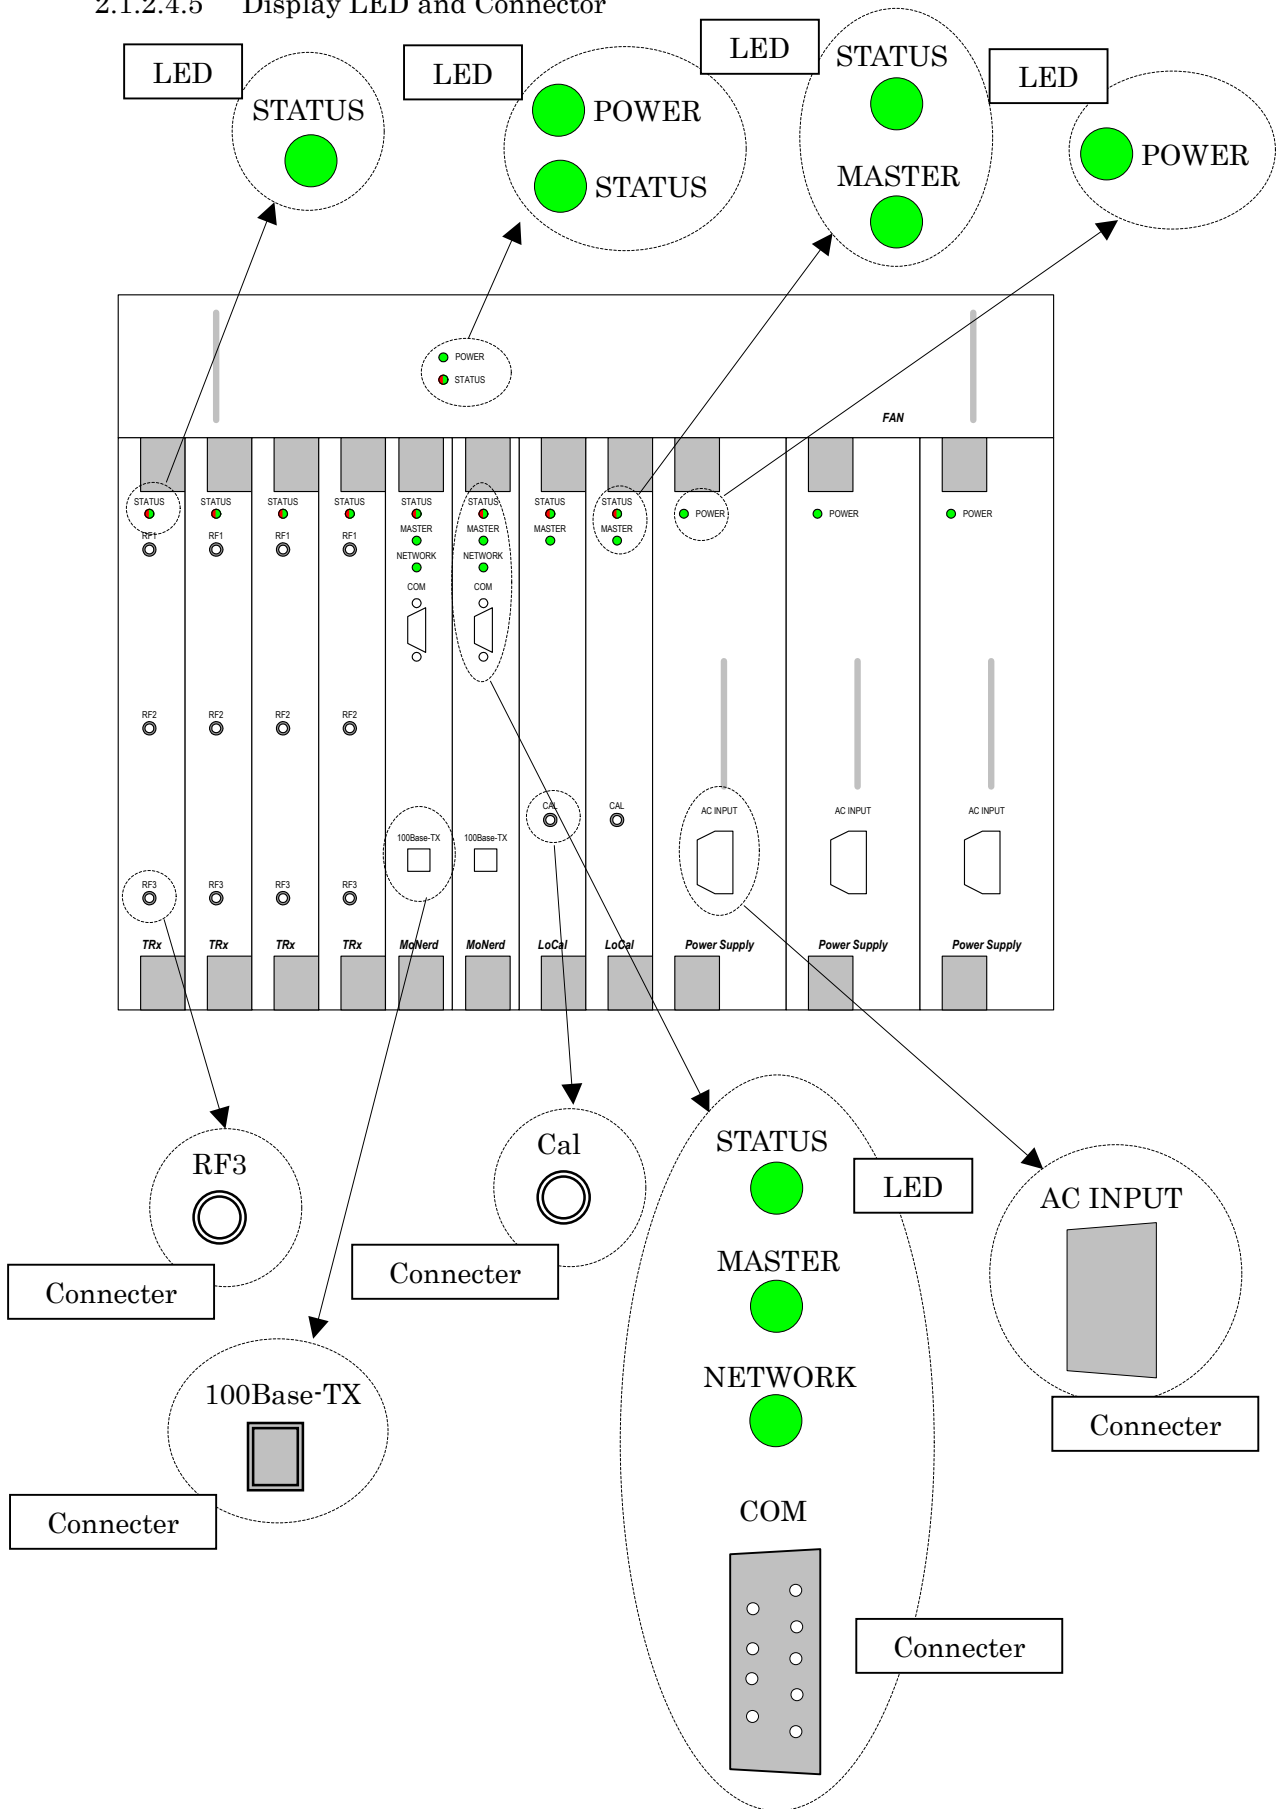 2.1.2.4.5 Display LED and Connector
LED
STATUS
LED
POWER
STATUS
LED
STATUS
MASTER
LED
POWER
POWER
STATUS
FAN
STATUS STATUS STATUS STATUS STATUS STATUS STATUS STATUS POWER POWER POWER
RF1 RF1 RF1 RF1 MASTER MASTER MASTER MASTER
NETWORK NETWORK
COM COM
RF2 RF2 RF2 RF2
CAL CAL AC INPUT AC INPUT AC INPUT
100Base-TX 100Base-TX
RF3 RF3 RF3 RF3
TRx TRx TRx TRx MoNerd MoNerd LoCal LoCal Power Supply Power Supply Power Supply
RF3
Connecter
100Base-TX
Connecter
Cal
Connecter
STATUS
LED
MASTER
NETWORK
COM
Connecter
AC INPUT
Connecter